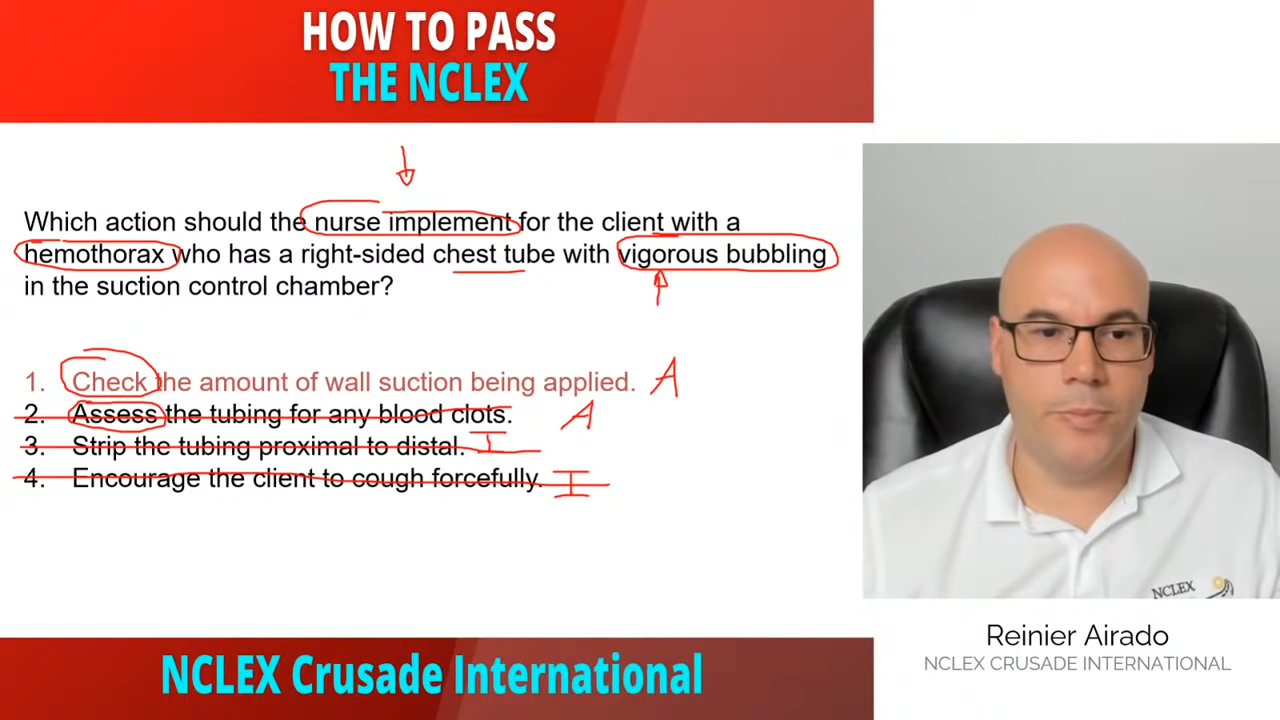 HOW TO PASS
THE NCLEX
Which action should the nurse implement for the client with a
hemothorax who has a right-sided chest tube with vigorous bubbling
in the suction control chamber?
1. Check the amount of wall suction being applied. A
2. Assess the tubing for any blood clots. A
3. Strip the tubing proximal to distal. I
4. Encourage the client to cough forcefully. I
NCLEX
Reinier Airado
NCLEX CRUSADE INTERNATIONAL
NCLEX Crusade International